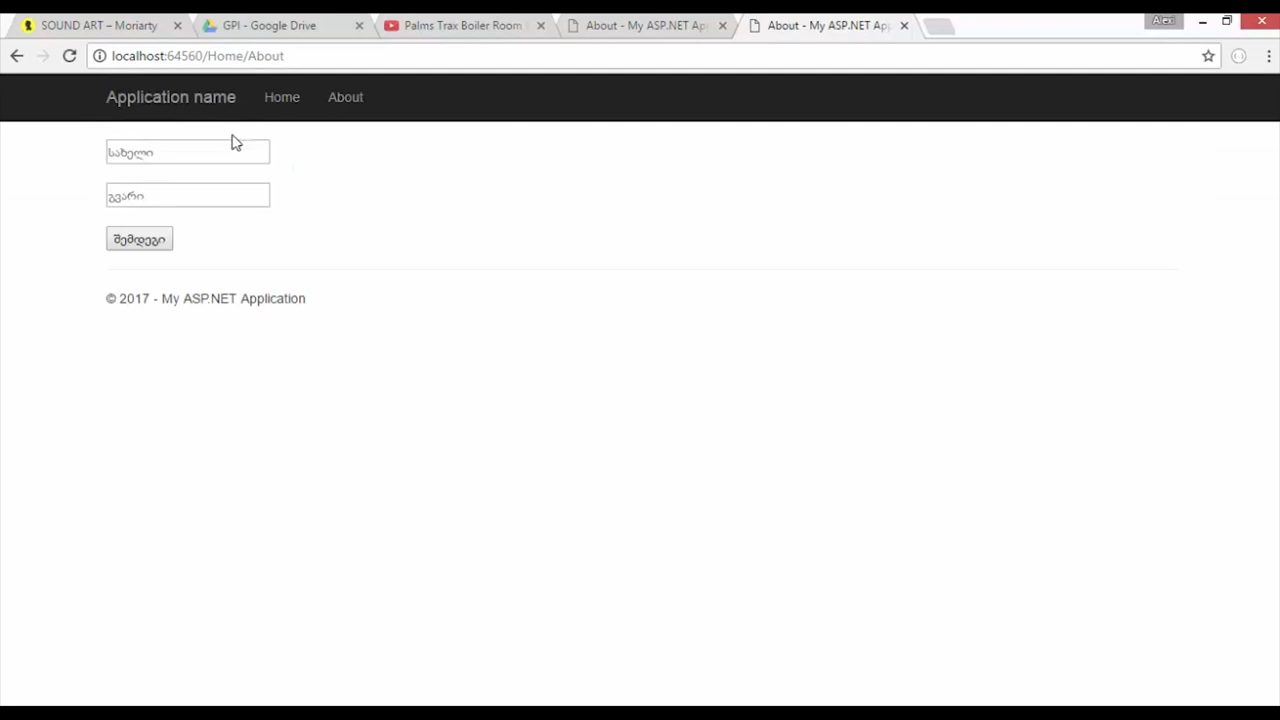 SOUND ART – Moriarty
GPI - Google Drive
Palms Trax Boiler Room
About - My ASP.NET Ap
About - My ASP.NET Ap
Alexi
localhost:64560/Home/About
Application name
Home
About
სახელი
გვარი
შემდეგი
© 2017 - My ASP.NET Application